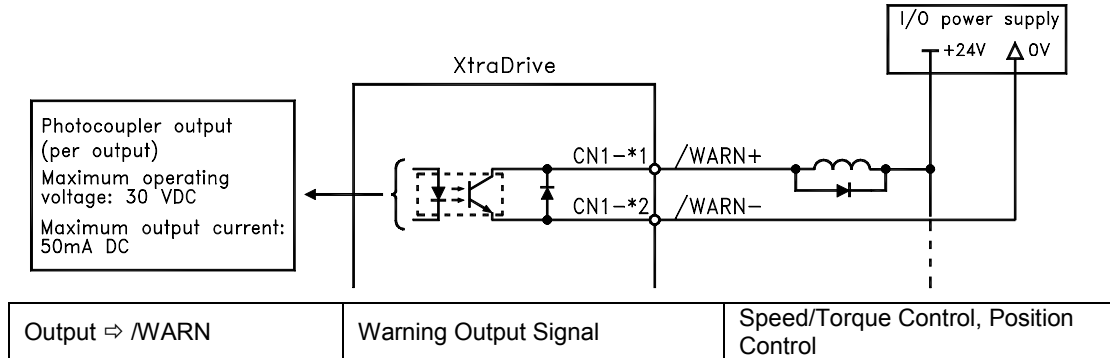 I/O power supply
+24V 0V
XtraDrive
Photocoupler output
(per output)
Maximum operating
voltage: 30 VDC
Maximum output current:
50mA DC
CN1-*1 /WARN+
CN1-*2 /WARN-
Output ⇨ /WARN
Warning Output Signal
Speed/Torque Control, Position
Control